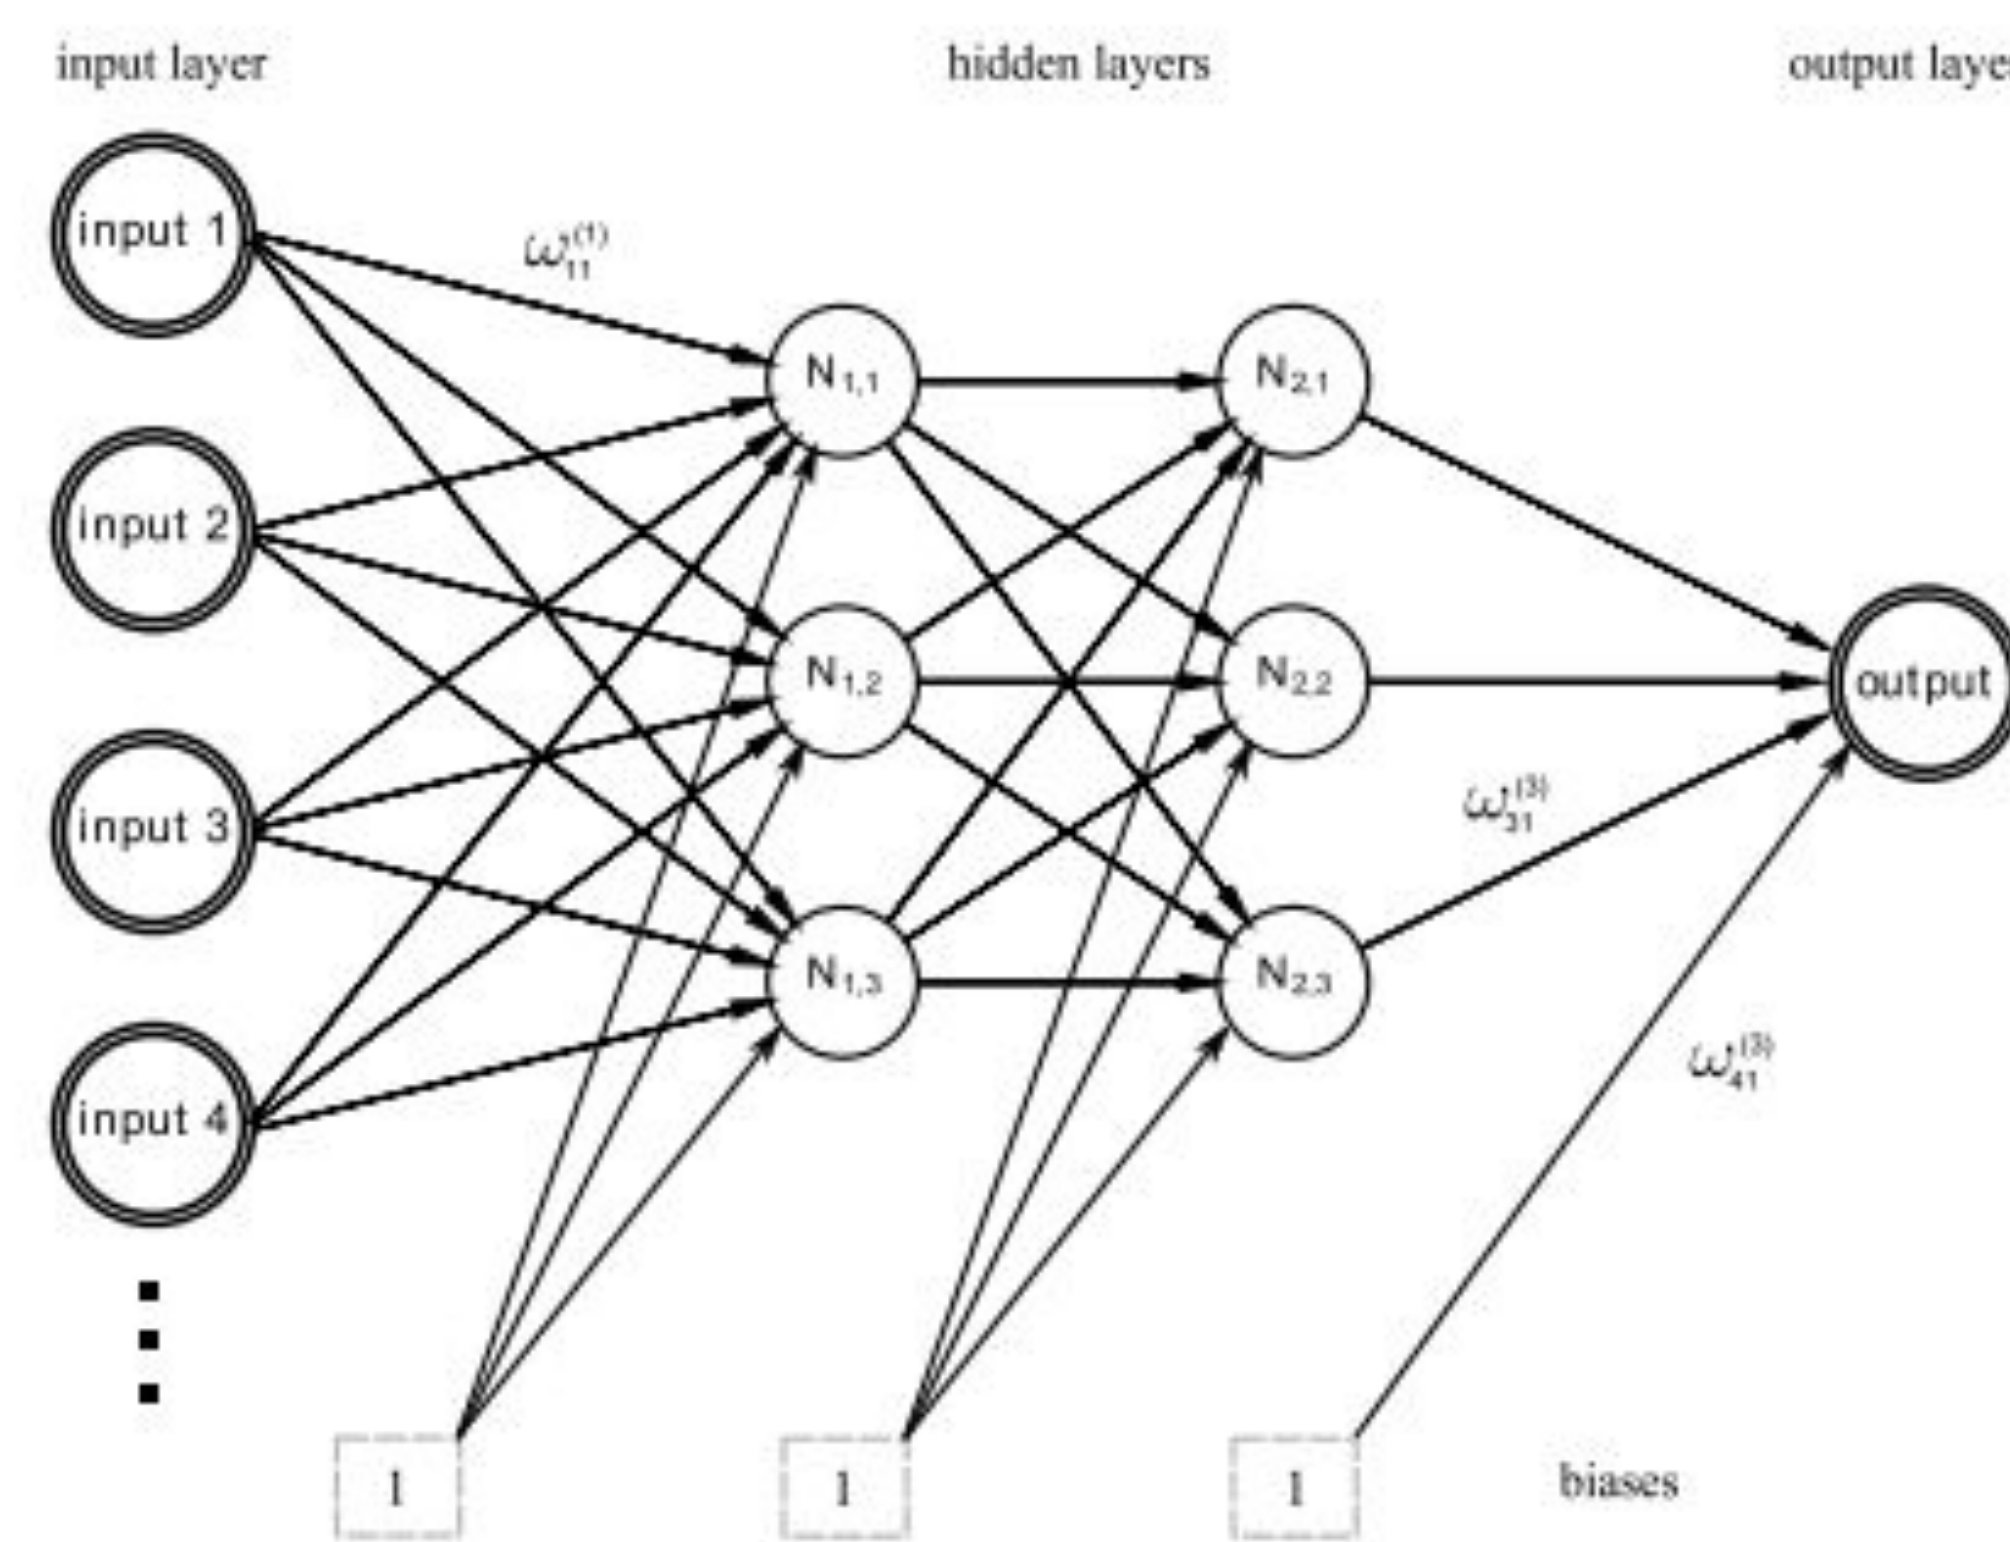 input layer
hidden layers
output laye
input 1
ω11(1)
N1,1
N2,1
input 2
N1,2
N2,2
output
input 3
ω31(3)
N1,3
N2,3
input 4
ω41(3)
1
1
1
biases